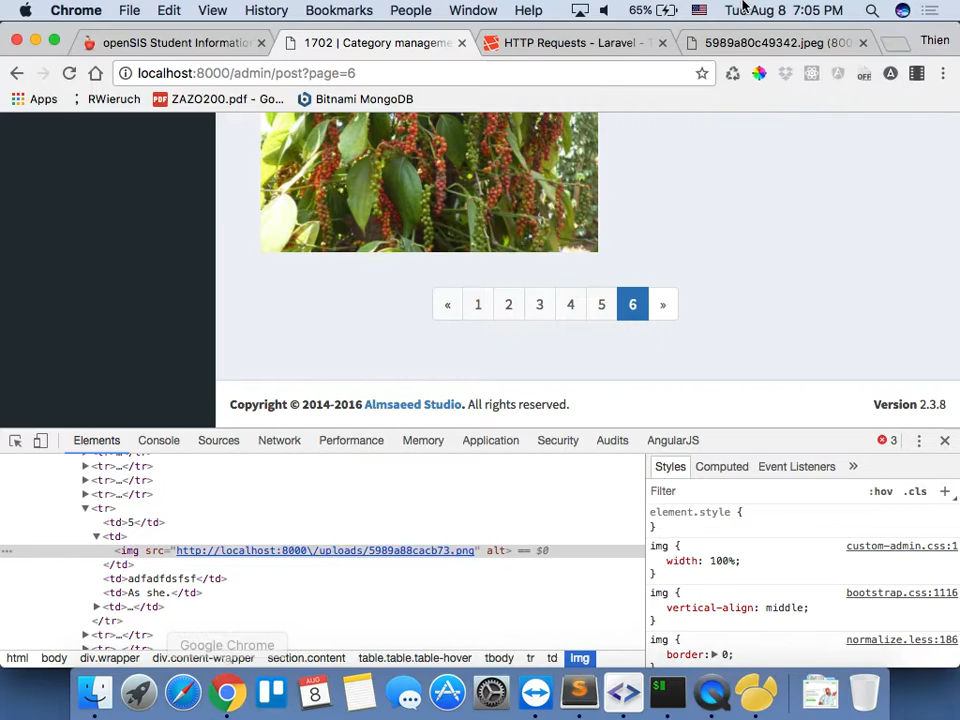 Chrome File Edit View History Bookmarks People Window Help 65% Tue Aug 8 7:05 PM
openSIS Student Informatio 1702 | Category manageme HTTP Requests - Laravel - T 5989a80c49342.jpeg (800 Thien
localhost:8000/admin/post?page=6 OFF
Apps RWieruch PDF ZAZO200.pdf - Go... Bitnami MongoDB
« 1 2 3 4 5 6 »
Copyright © 2014-2016 Almsaeed Studio. All rights reserved. Version 2.3.8
Elements Console Sources Network Performance Memory Application Security Audits AngularJS 3
<tr>…</tr>
<tr>…</tr>
<tr>…</tr>
<tr>
<td>5</td>
<td>
<img src="http://localhost:8000\/uploads/5989a88cacb73.png" alt> == $0
</td>
<td>adfadfdsfsf</td>
<td>As she.</td>
<td>…</td>
</tr>
<tr>…</tr>
Styles Computed Event Listeners »
Filter :hov .cls +
element.style {
}
img { custom-admin.css:1
width: 100%;
}
img { bootstrap.css:1116
vertical-align: middle;
}
img { normalize.less:186
border: 0;
Google Chrome
html body div.wrapper div.content-wrapper section.content table.table.table-hover tbody tr td img
AUG
8